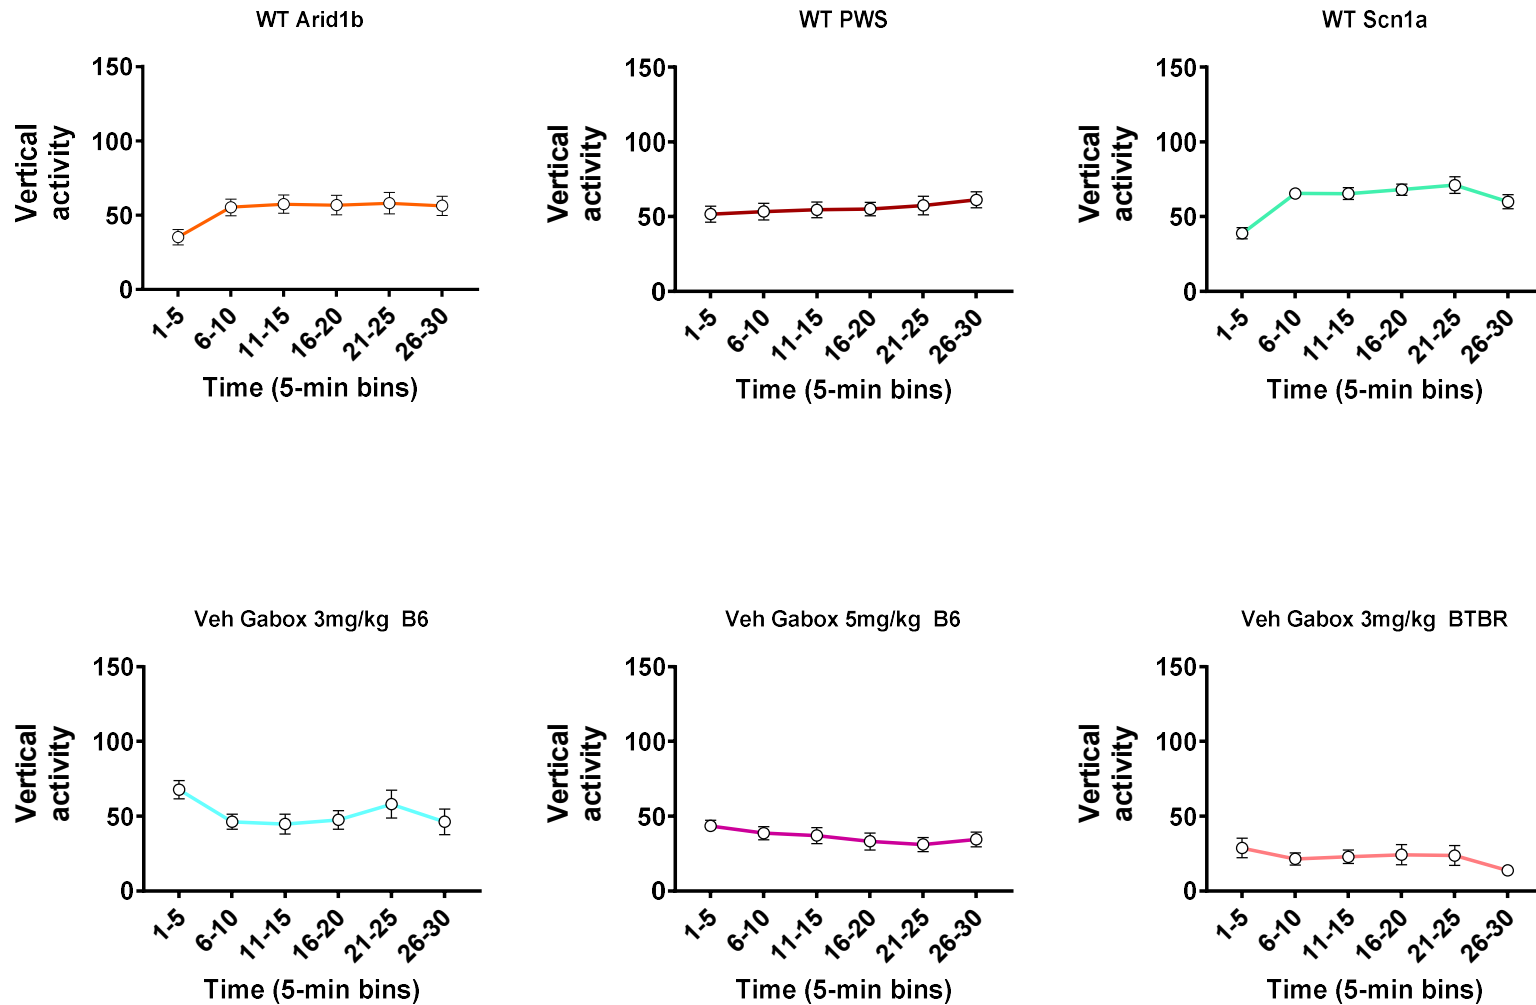 WT Arid1b
150
100
50
0
Vertical
activity
1-5
6-10
11-15
16-20
21-25
26-30
Time (5-min bins)
WT PWS
150
100
50
0
Vertical
activity
1-5
6-10
11-15
16-20
21-25
26-30
Time (5-min bins)
WT Scn1a
150
100
50
0
Vertical
activity
1-5
6-10
11-15
16-20
21-25
26-30
Time (5-min bins)
Veh Gabox 3mg/kg  B6
150
100
50
0
Vertical
activity
1-5
6-10
11-15
16-20
21-25
26-30
Time (5-min bins)
Veh Gabox 5mg/kg  B6
150
100
50
0
Vertical
activity
1-5
6-10
11-15
16-20
21-25
26-30
Time (5-min bins)
Veh Gabox 3mg/kg  BTBR
150
100
50
0
Vertical
activity
1-5
6-10
11-15
16-20
21-25
26-30
Time (5-min bins)